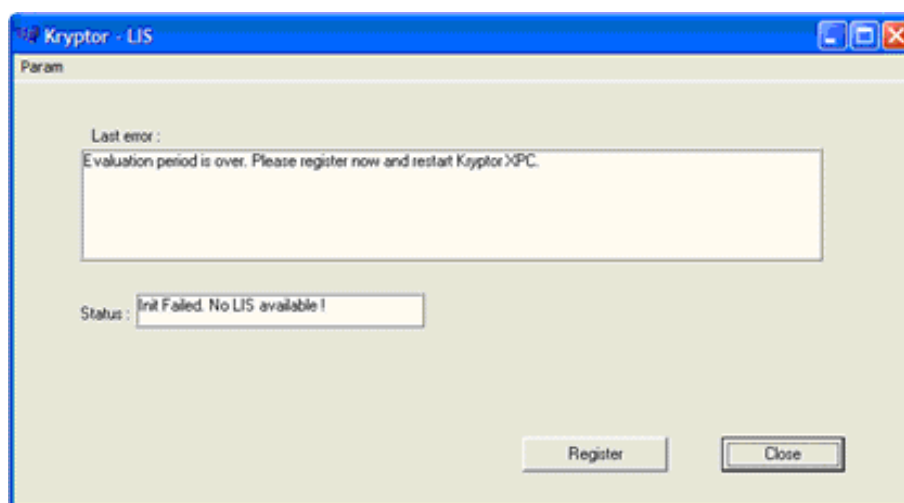 Kryptor - LIS
Param
Last error :
Evaluation period is over. Please register now and restart Kryptor XPC.
Status : Init Failed. No LIS available !
Register Close